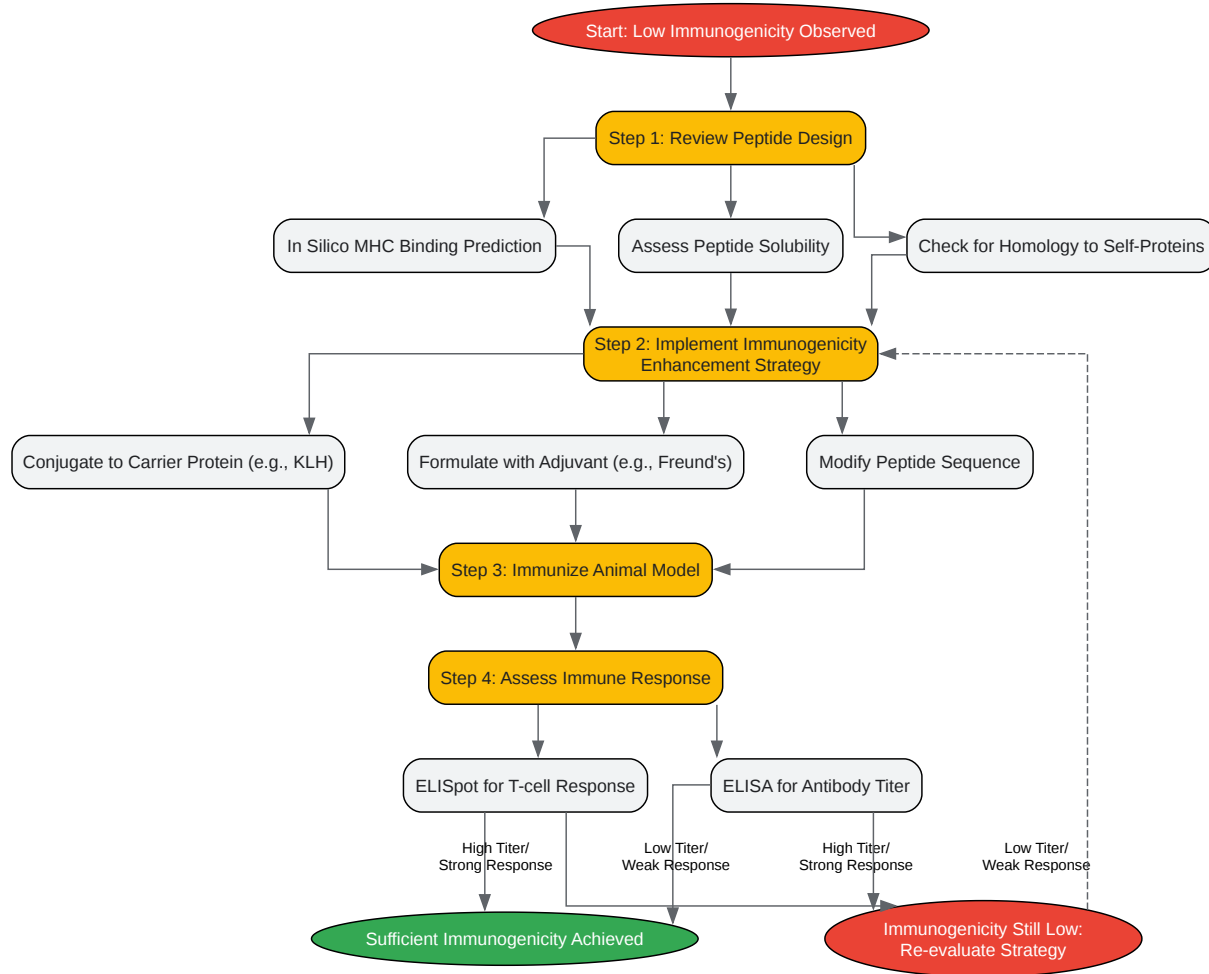 Start: Low Immunogenicity Observed
Step 1: Review Peptide Design
In Silico MHC Binding Prediction
Assess Peptide Solubility
Check for Homology to Self-Proteins
Step 2: Implement Immunogenicity
Enhancement Strategy
Conjugate to Carrier Protein (e.g., KLH)
Formulate with Adjuvant (e.g., Freund's)
Modify Peptide Sequence
Step 3: Immunize Animal Model
Step 4: Assess Immune Response
ELISpot for T-cell Response
ELISA for Antibody Titer
High Titer/
Strong Response
Low Titer/
Weak Response
High Titer/
Strong Response
Low Titer/
Weak Response
Sufficient Immunogenicity Achieved
Immunogenicity Still Low:
Re-evaluate Strategy